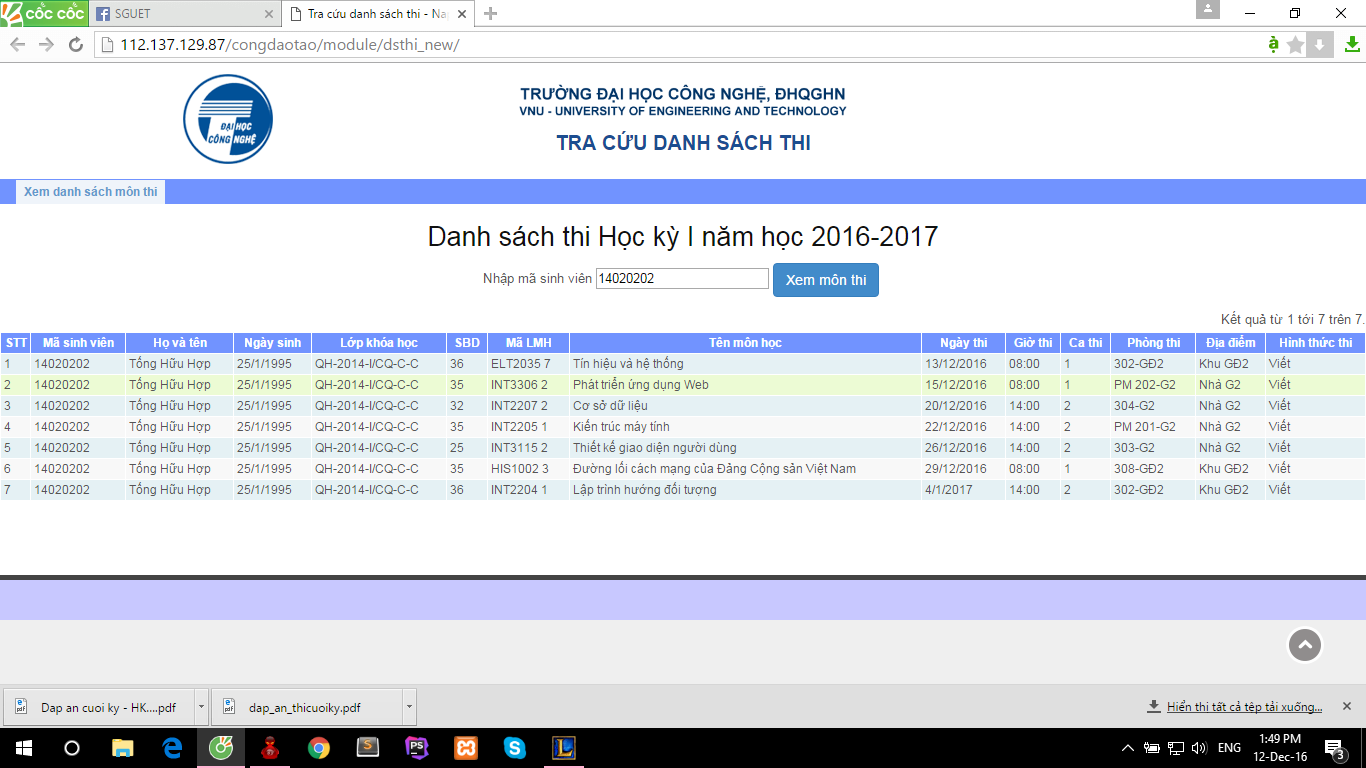 CỐC CỐC
SGUET
Tra cứu danh sách thi - Na
112.137.129.87/congdaotao/module/dsthi_new/
ĐẠI HỌC
CÔNG NGHỆ
TRƯỜNG ĐẠI HỌC CÔNG NGHỆ, ĐHQGHN
VNU - UNIVERSITY OF ENGINEERING AND TECHNOLOGY
TRA CỨU DANH SÁCH THI
Xem danh sách môn thi
Danh sách thi Học kỳ I năm học 2016-2017
Nhập mã sinh viên 14020202 Xem môn thi
Kết quả từ 1 tới 7 trên 7.
STT Mã sinh viên Họ và tên Ngày sinh Lớp khóa học SBD Mã LMH Tên môn học Ngày thi Giờ thi Ca thi Phòng thi Địa điểm Hình thức thi
1 14020202 Tống Hữu Hợp 25/1/1995 QH-2014-I/CQ-C-C 36 ELT2035 7 Tín hiệu và hệ thống 13/12/2016 08:00 1 302-GĐ2 Khu GĐ2 Viết
2 14020202 Tống Hữu Hợp 25/1/1995 QH-2014-I/CQ-C-C 35 INT3306 2 Phát triển ứng dụng Web 15/12/2016 08:00 1 PM 202-G2 Nhà G2 Viết
3 14020202 Tống Hữu Hợp 25/1/1995 QH-2014-I/CQ-C-C 32 INT2207 2 Cơ sở dữ liệu 20/12/2016 14:00 2 304-G2 Nhà G2 Viết
4 14020202 Tống Hữu Hợp 25/1/1995 QH-2014-I/CQ-C-C 35 INT2205 1 Kiến trúc máy tính 22/12/2016 14:00 2 PM 201-G2 Nhà G2 Viết
5 14020202 Tống Hữu Hợp 25/1/1995 QH-2014-I/CQ-C-C 25 INT3115 2 Thiết kế giao diện người dùng 26/12/2016 14:00 2 303-G2 Nhà G2 Viết
6 14020202 Tống Hữu Hợp 25/1/1995 QH-2014-I/CQ-C-C 35 HIS1002 3 Đường lối cách mạng của Đảng Cộng sản Việt Nam 29/12/2016 08:00 1 308-GĐ2 Khu GĐ2 Viết
7 14020202 Tống Hữu Hợp 25/1/1995 QH-2014-I/CQ-C-C 36 INT2204 1 Lập trình hướng đối tượng 4/1/2017 14:00 2 302-GĐ2 Khu GĐ2 Viết
Dap an cuoi ky - HK....pdf
dap_an_thicuoiky.pdf
Hiển thị tất cả tệp tải xuống...
ENG
1:49 PM
12-Dec-16
3